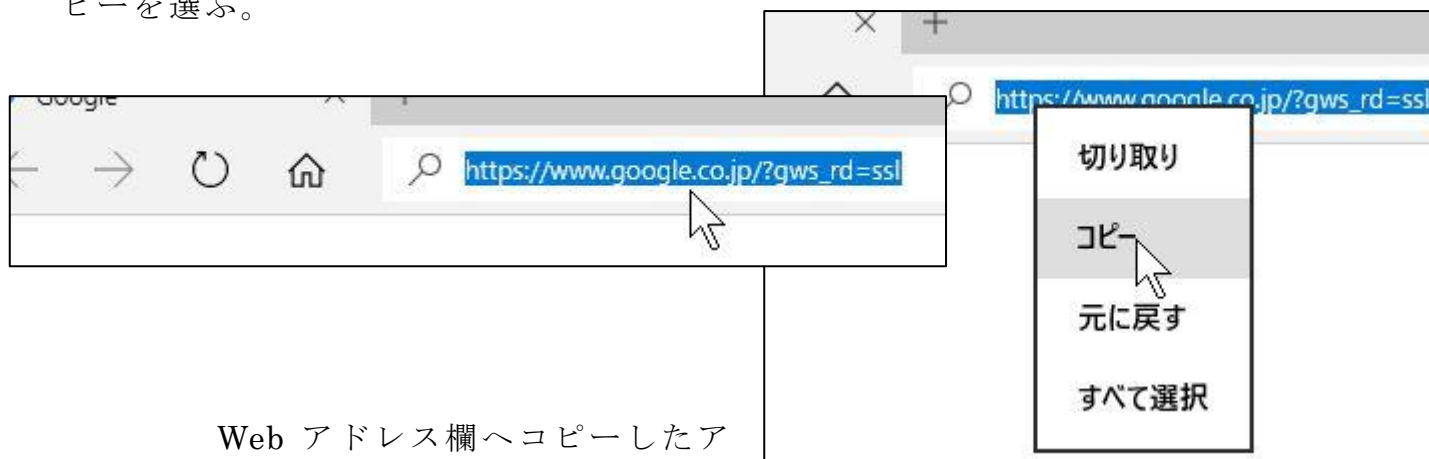 ピーを選ぶ。
Google
https://www.google.co.jp/?gws_rd=ssl
https://www.google.co.jp/?gws_rd=ssl
切り取り
コピー
元に戻す
すべて選択
Web アドレス欄へコピーしたア